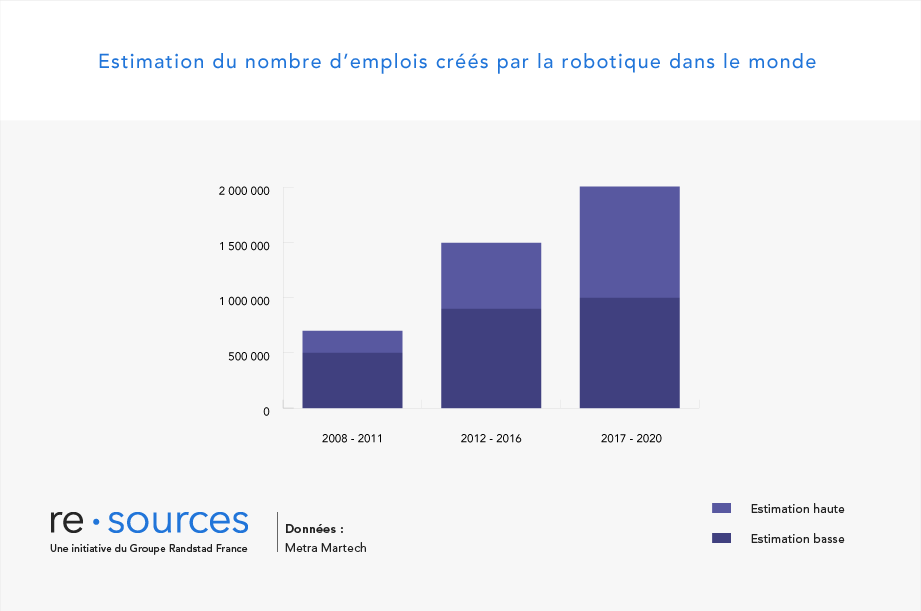 Estimation du nombre d’emplois créés par la robotique dans le monde
2 000 000
1 500 000
1 000 000
500 000
0
2008 - 2011
2012 - 2016
2017 - 2020
re • sources
Une initiative du Groupe Randstad France
Données :
Metra Martech
Estimation haute
Estimation basse